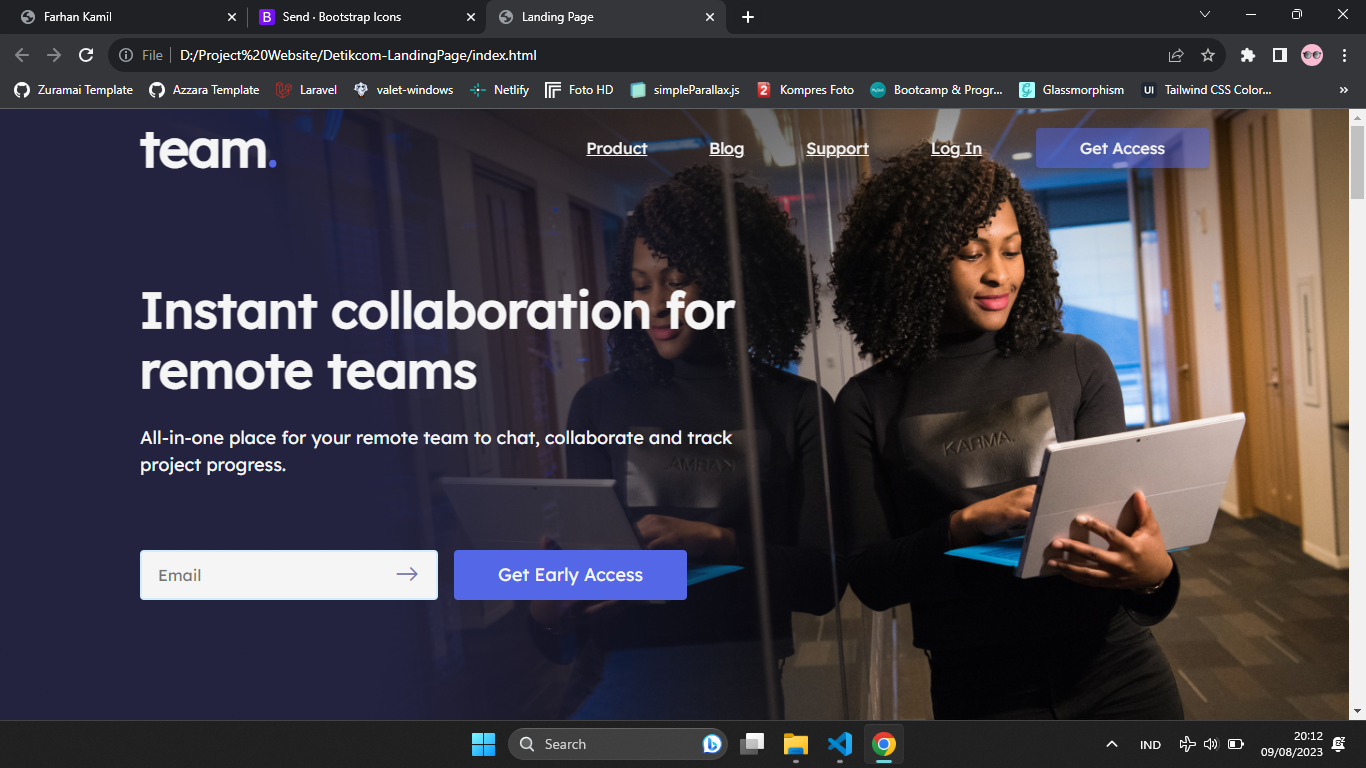 Farhan Kamil
Send · Bootstrap Icons
Landing Page
File
D:/Project%20Website/Detikcom-LandingPage/index.html
Zuramai Template
Azzara Template
Laravel
valet-windows
Netlify
Foto HD
simpleParallax.js
Kompres Foto
Bootcamp & Progr...
Glassmorphism
UI
Tailwind CSS Color...
team.
Product
Blog
Support
Log In
Get Access
Instant collaboration for
remote teams
All-in-one place for your remote team to chat, collaborate and track
project progress.
KARMA.
Email
Get Early Access
Search
IND
20:12
09/08/2023